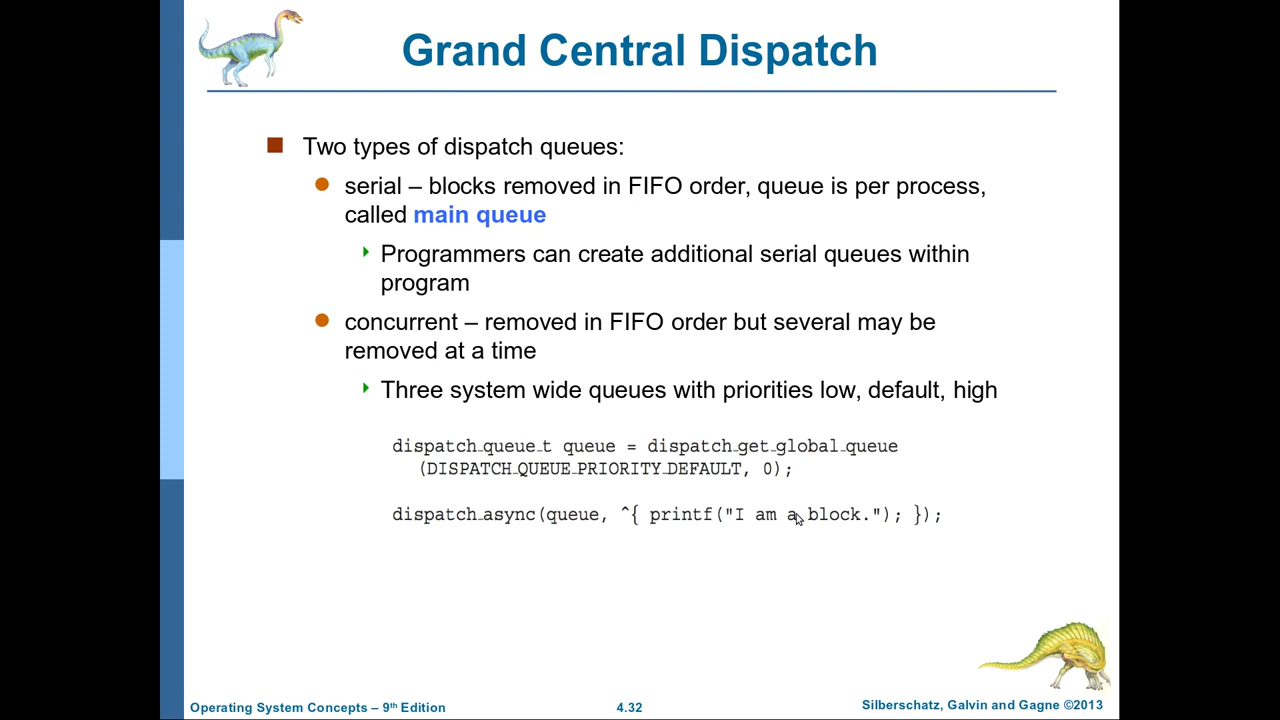 Grand Central Dispatch
Two types of dispatch queues:
serial – blocks removed in FIFO order, queue is per process,
called main queue
Programmers can create additional serial queues within
program
concurrent – removed in FIFO order but several may be
removed at a time
Three system wide queues with priorities low, default, high
dispatch_queue_t queue = dispatch_get_global_queue
(DISPATCH_QUEUE_PRIORITY_DEFAULT, 0);
dispatch_async(queue, ^{ printf("I am a block."); });
Operating System Concepts – 9th Edition
4.32
Silberschatz, Galvin and Gagne ©2013